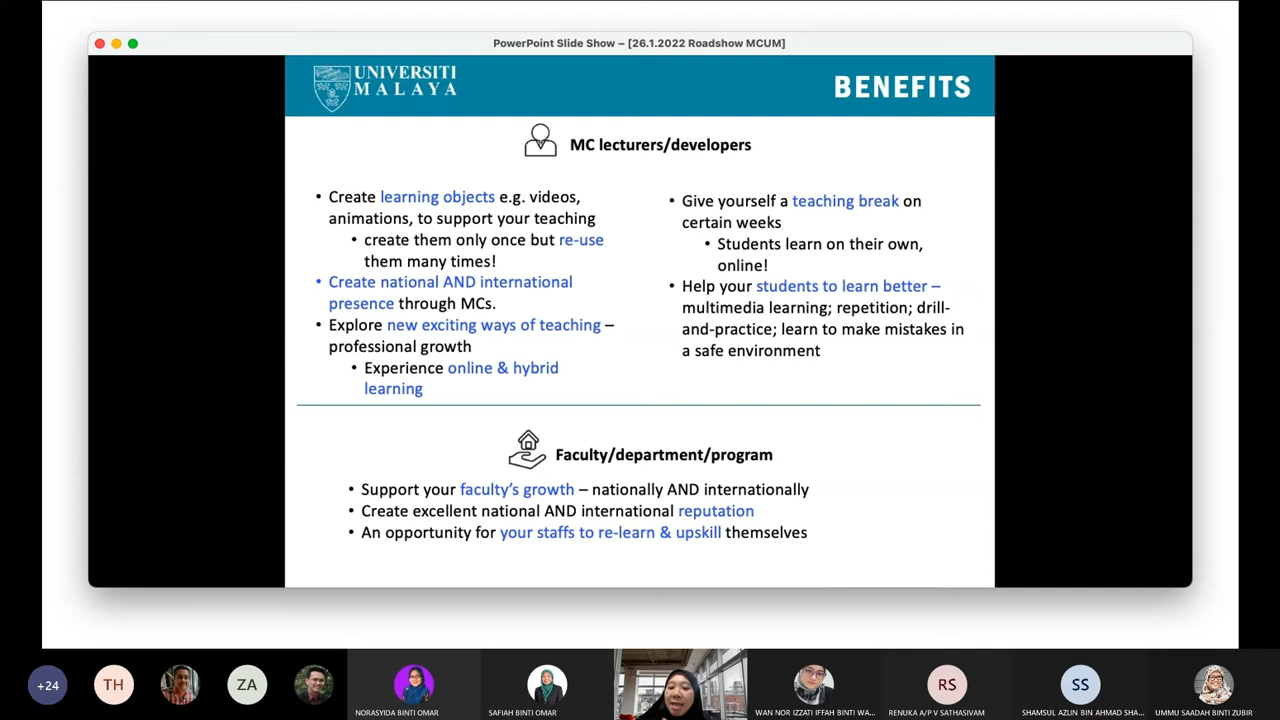 PowerPoint Slide Show – [26.1.2022 Roadshow MCUM]
UNIVERSITI
MALAYA
BENEFITS
MC lecturers/developers
• Create learning objects e.g. videos,
animations, to support your teaching
• create them only once but re-use
them many times!
• Create national AND international
presence through MCs.
• Explore new exciting ways of teaching –
professional growth
• Experience online & hybrid
learning
• Give yourself a teaching break on
certain weeks
• Students learn on their own,
online!
• Help your students to learn better –
multimedia learning; repetition; drill-
and-practice; learn to make mistakes in
a safe environment
Faculty/department/program
• Support your faculty's growth – nationally AND internationally
• Create excellent national AND international reputation
• An opportunity for your staffs to re-learn & upskill themselves
+24
TH
ZA
RS
SS
NORASYIDA BINTI OMAR
SAFIAH BINTI OMAR
WAN NOR IZZATI IFFAH BINTI WA...
RENUKA A/P V SATHASIVAM
SHAMSUL AZLIN BIN AHMAD SHA...
UMMU SAADAH BINTI ZUBIR